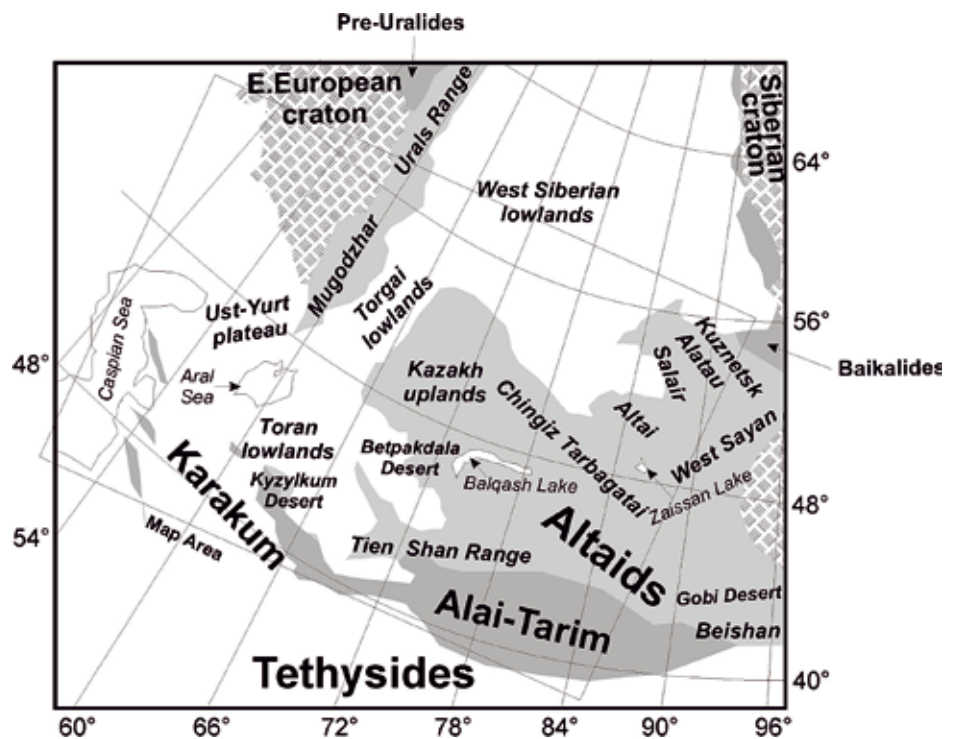 Pre-Uralides
E.European
craton
Urals Range
Siberian
craton
64°
West Siberian
lowlands
Mugodzhar
Torgai
lowlands
Ust-Yurt
plateau
Caspian Sea
56°
48°
Aral
Sea
Kazakh
uplands
Kuznetsk
Alatau
Salair
Baikalides
Chingiz Tarbagatai
Altai
Toran
lowlands
Betpakdala
Desert
West Sayan
Karakum
Kyzylkum
Desert
Balqash Lake
Zaissan Lake
48°
54°
Map Area
Altaids
Tien Shan Range
Gobi Desert
Alai-Tarim
Beishan
Tethysides
40°
60°
66°
72°
78°
84°
90°
96°